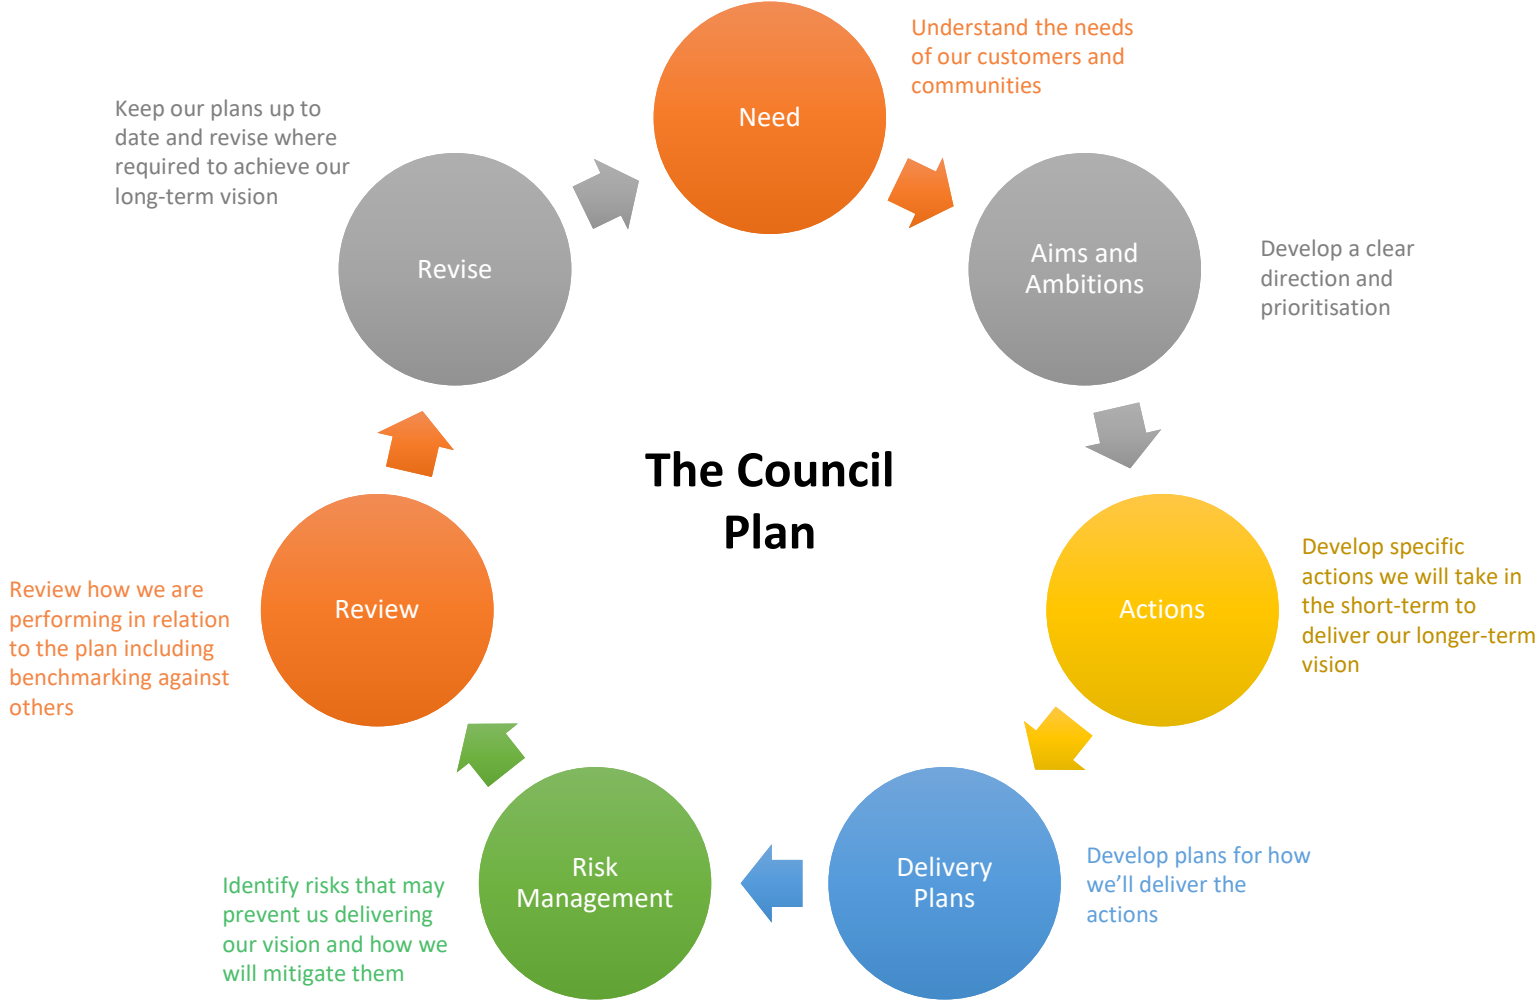 Need
Understand the needs
of our customers and
communities
Aims and
Ambitions
Develop a clear
direction and
prioritisation
Actions
Develop specific
actions we will take in
the short-term to
deliver our longer-term
vision
Delivery
Plans
Develop plans for how
we’ll deliver the
actions
Risk
Management
Identify risks that may
prevent us delivering
our vision and how we
will mitigate them
Review
Review how we are
performing in relation
to the plan including
benchmarking against
others
Revise
Keep our plans up to
date and revise where
required to achieve our
long-term vision
The Council
Plan